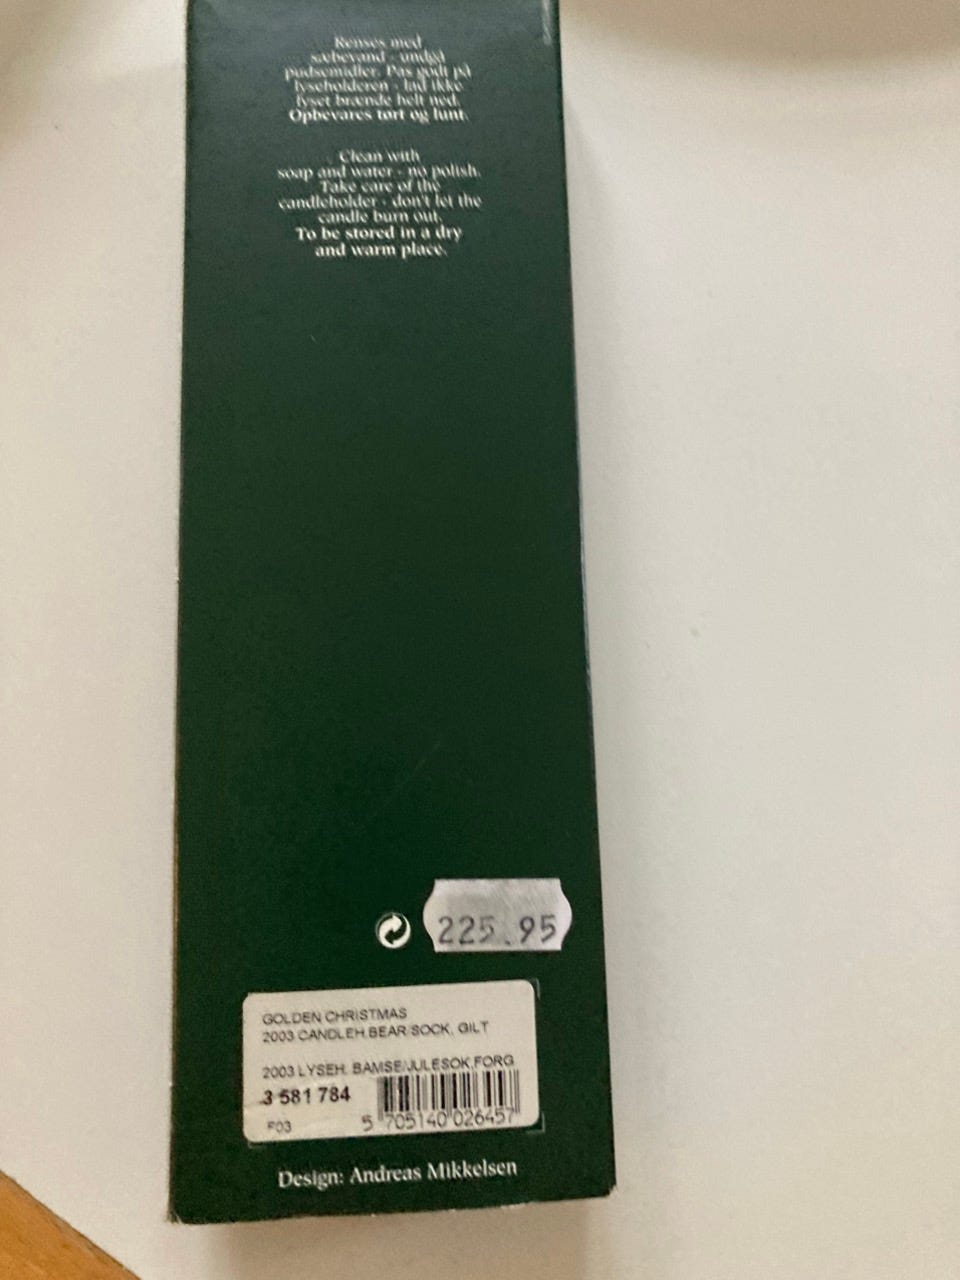 Renses med
sæbevand - undgå
pudsemidler. Pas godt på
lyseholderen - lad ikke
lyset brænde helt ned.
Opbevares tørt og lunt.
Clean with
soap and water - no polish.
Take care of the
candleholder - don't let the
candle burn out.
To be stored in a dry
and warm place.
225.95
GOLDEN CHRISTMAS
2003 CANDLEH.BEAR/SOCK, GILT
2003 LYSEH. BAMSE/JULESOK,FORG
3 581 784
F03
5 705140 026457
Design: Andreas Mikkelsen